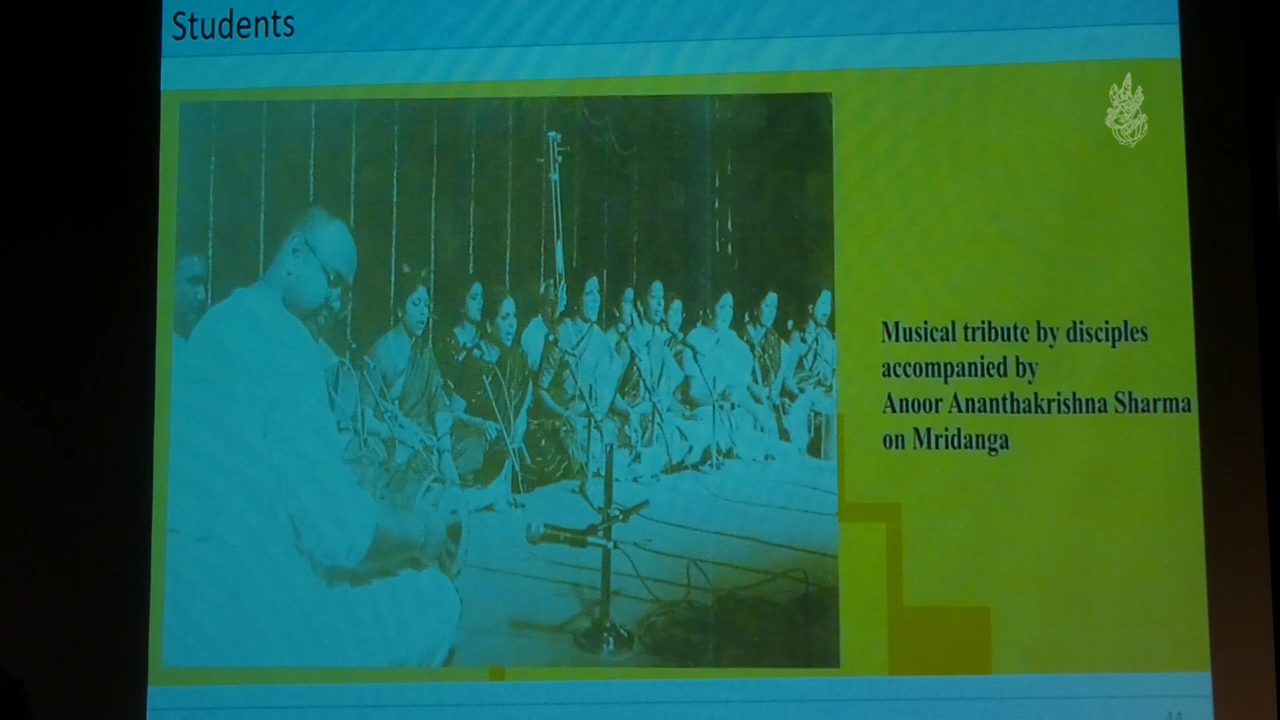 Students
Musical tribute by disciples
accompanied by
Anoor Ananthakrishna Sharma
on Mridanga